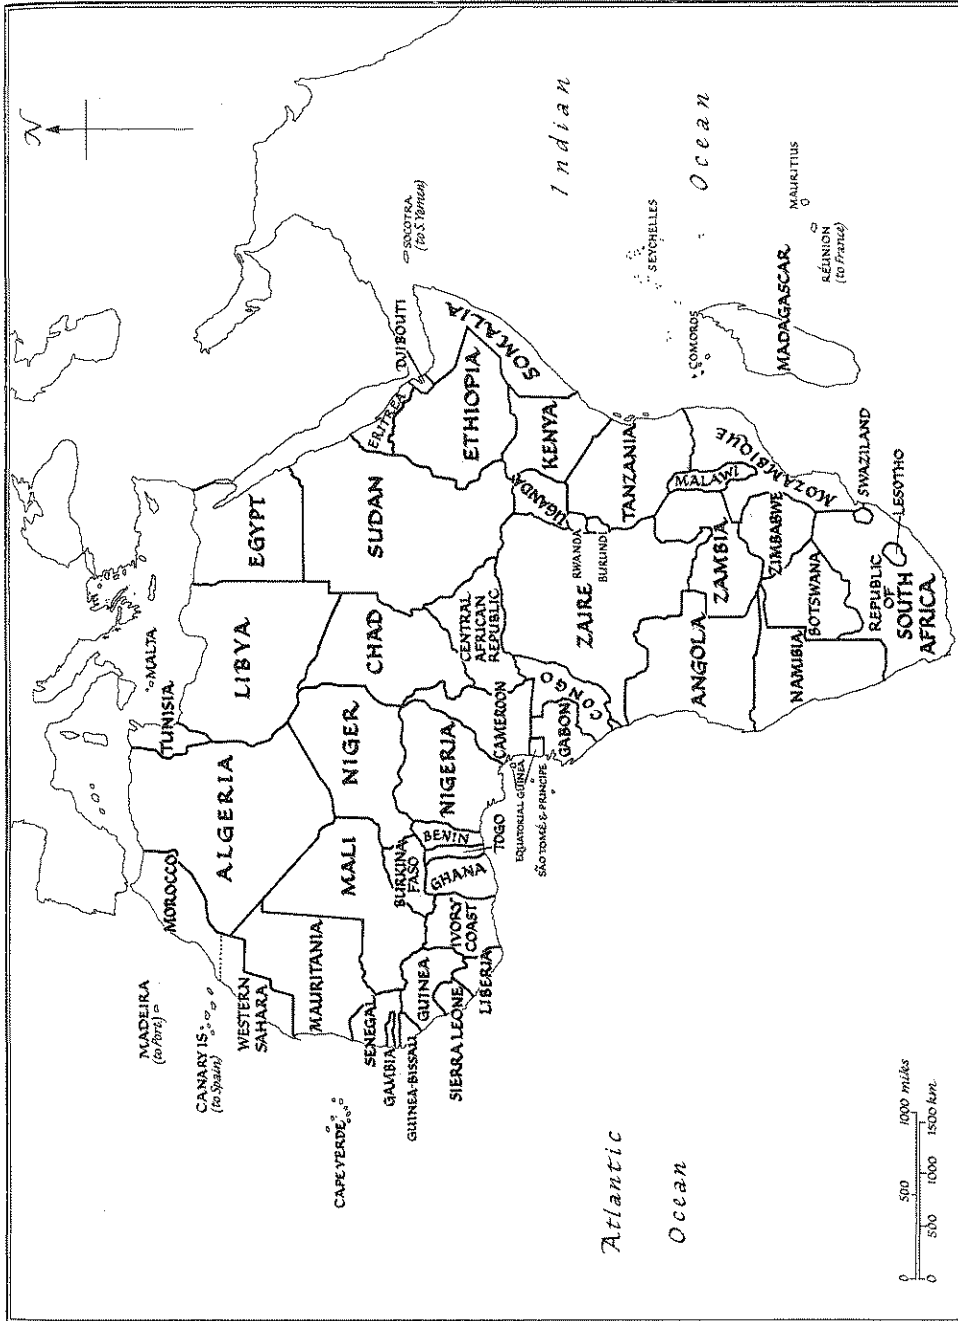 N
MADEIRA
(to Port.)
CANARY IS.
(to Spain)
MALTA
MOROCCO
TUNISIA
ALGERIA
LIBYA
EGYPT
WESTERN
SAHARA
CAPE VERDE
MAURITANIA
MALI
NIGER
CHAD
SUDAN
ERITREA
DJIBOUTI
SOCOTRA
(to S.Yemen)
SENEGAL
GAMBIA
GUINEA-BISSAU
GUINEA
SIERRA LEONE
LIBERIA
IVORY
COAST
BURKINA
FASO
GHANA
TOGO
BENIN
NIGERIA
CAMEROON
CENTRAL
AFRICAN
REPUBLIC
ETHIOPIA
SOMALIA
EQUATORIAL GUINEA
SÃO TOMÉ & PRINCIPE
GABON
CONGO
ZAIRE
UGANDA
KENYA
RWANDA
BURUNDI
TANZANIA
SEYCHELLES
COMOROS
ANGOLA
ZAMBIA
MALAWI
MOZAMBIQUE
ZIMBABWE
NAMIBIA
BOTSWANA
MADAGASCAR
MAURITIUS
RÉUNION
(to France)
REPUBLIC
OF
SOUTH
AFRICA
SWAZILAND
LESOTHO
Atlantic
Ocean
Indian
Ocean
0 500 1000 miles
0 500 1000 1500 km.